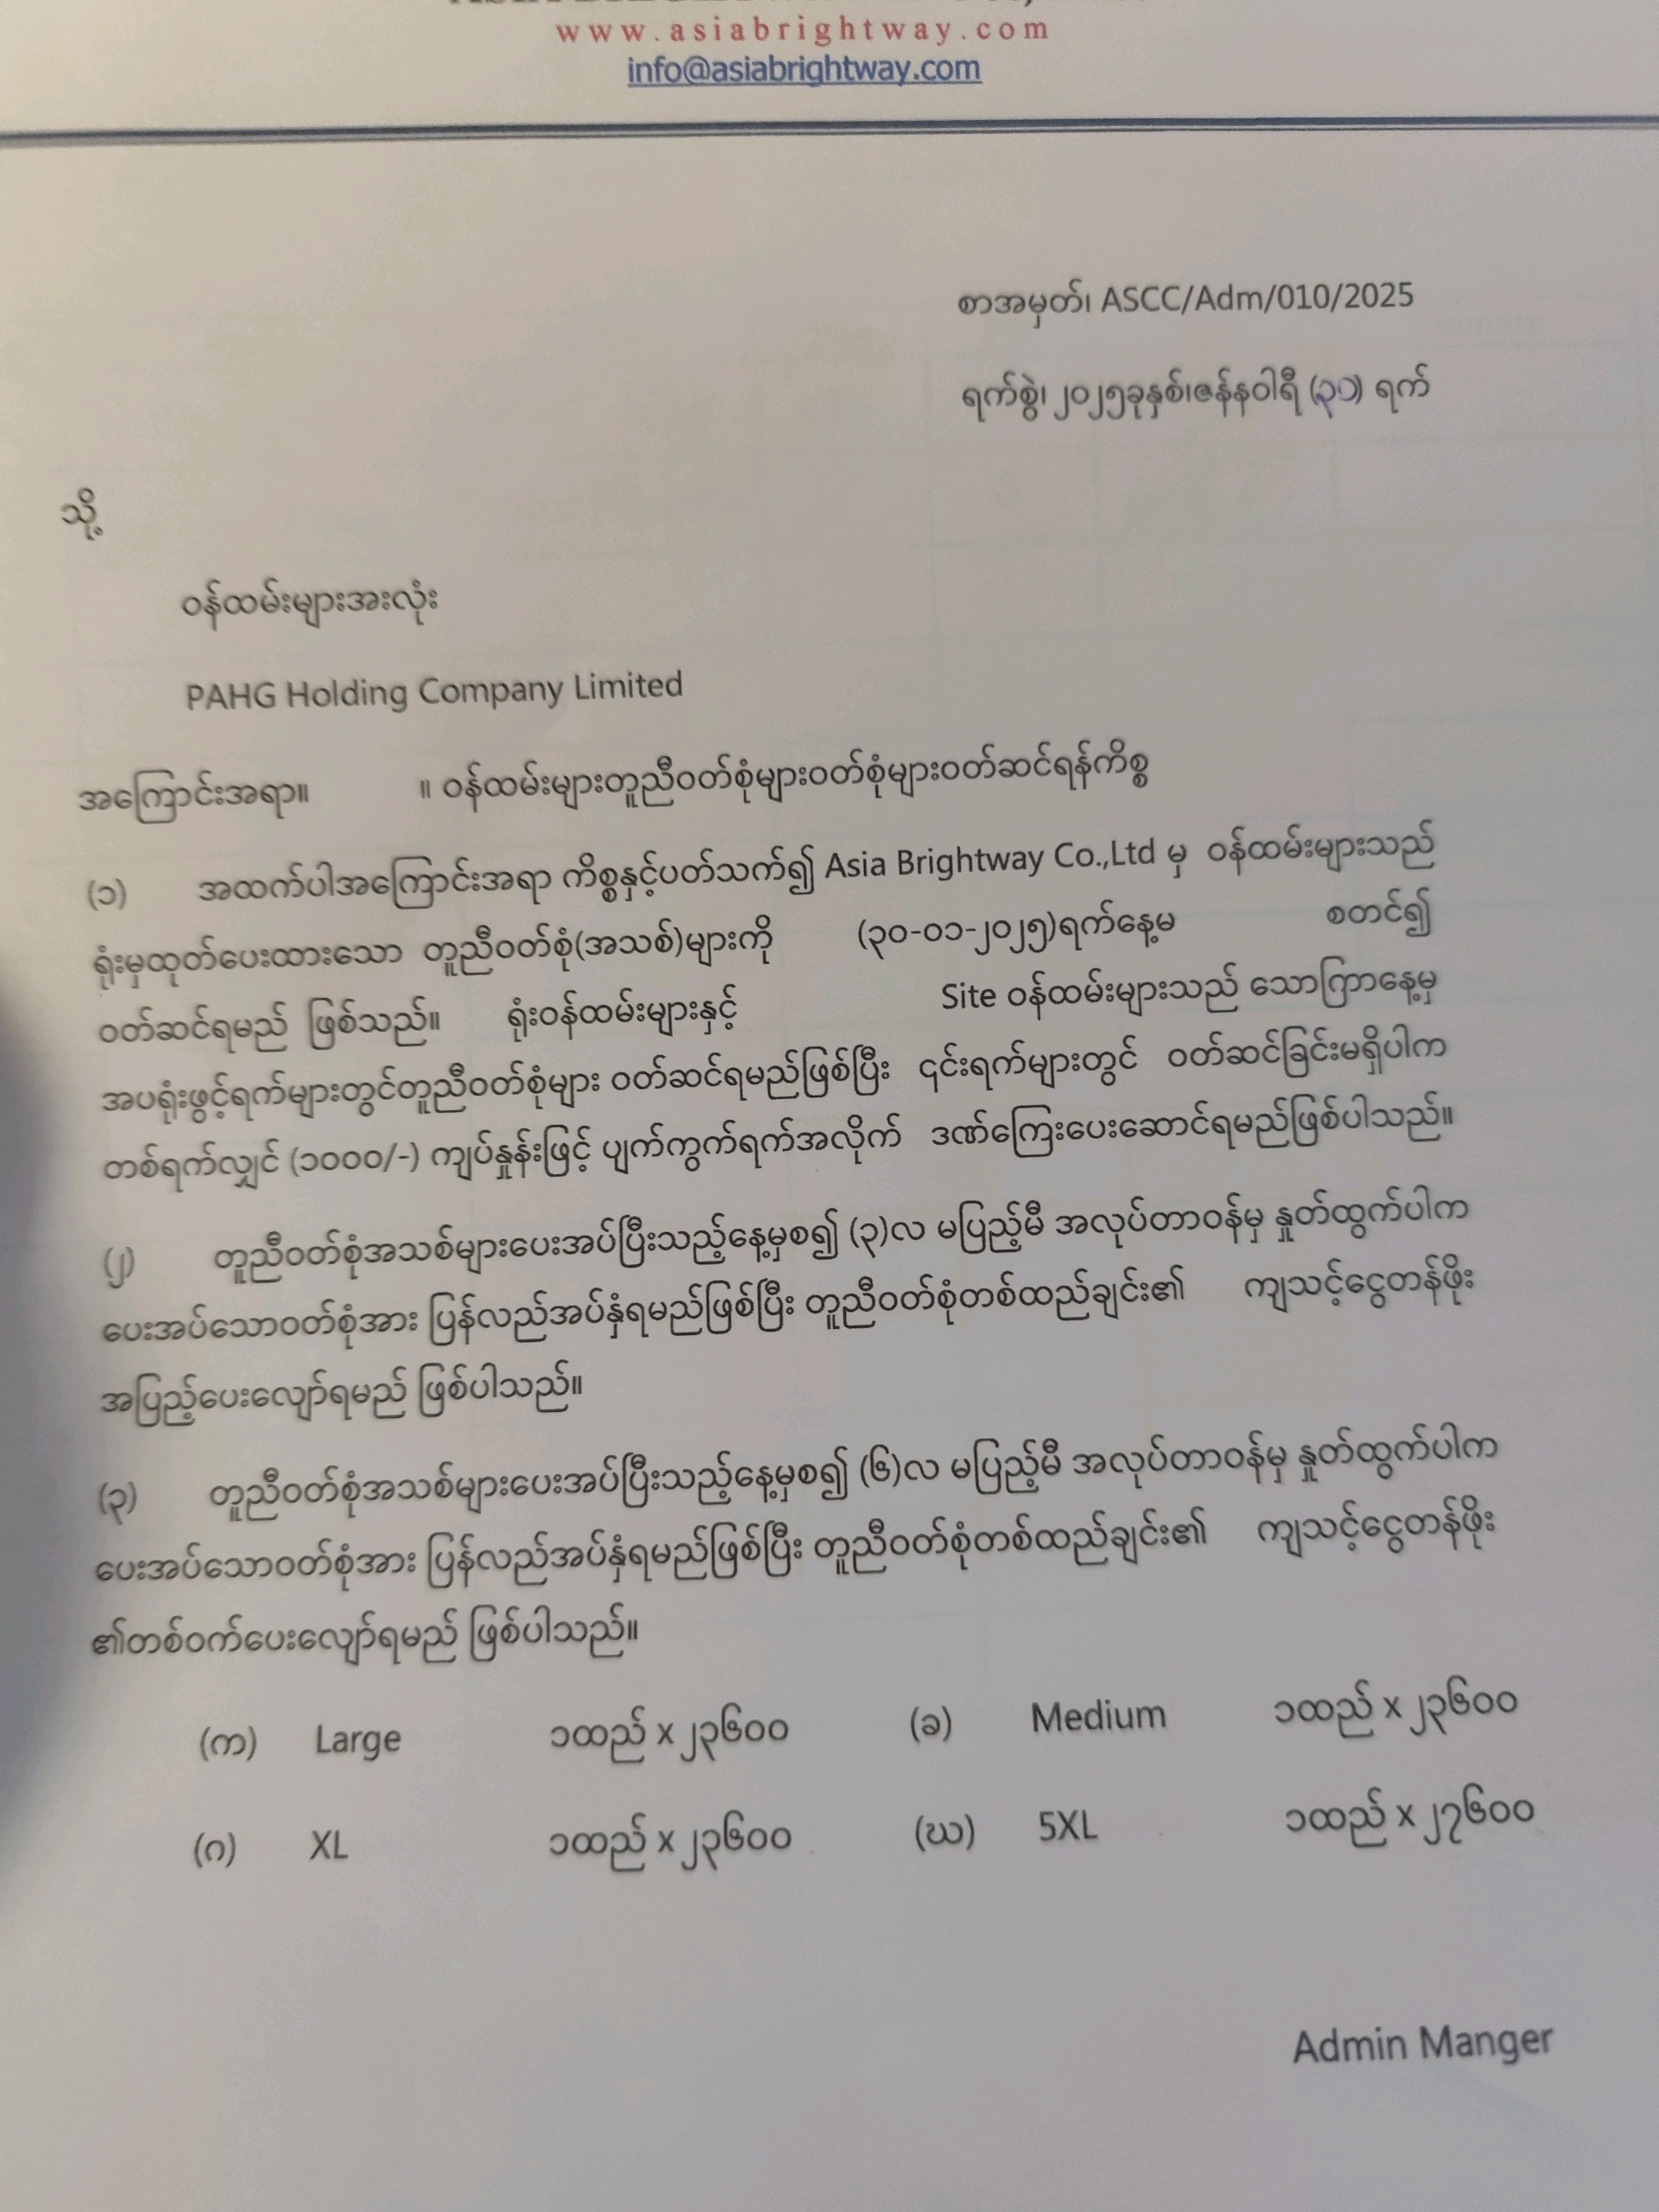 www.asiabrightway.com
info@asiabrightway.com
စာအမှတ်၊ ASCC/Adm/010/2025
ရက်စွဲ၊ ၂၀၂၅ခုနှစ်၊ဇန်နဝါရီ (၃၁) ရက်
သို့
ဝန်ထမ်းများအားလုံး
PAHG Holding Company Limited
အကြောင်းအရာ။ ။ ဝန်ထမ်းများတူညီဝတ်စုံများဝတ်စုံများဝတ်ဆင်ရန်ကိစ္စ
(၁) အထက်ပါအကြောင်းအရာ ကိစ္စနှင့်ပတ်သက်၍ Asia Brightway Co.,Ltd မှ ဝန်ထမ်းများသည်
ရုံးမှထုတ်ပေးထားသော တူညီဝတ်စုံ(အသစ်)များကို (၃၀-၀၁-၂၀၂၅)ရက်နေ့မ စတင်၍
ဝတ်ဆင်ရမည် ဖြစ်သည်။ ရုံးဝန်ထမ်းများနှင့် Site ဝန်ထမ်းများသည် သောကြာနေ့မှ
အပရုံးဖွင့်ရက်များတွင်တူညီဝတ်စုံများ ဝတ်ဆင်ရမည်ဖြစ်ပြီး ၎င်းရက်များတွင် ဝတ်ဆင်ခြင်းမရှိပါက
တစ်ရက်လျှင် (၁၀၀၀/-) ကျပ်နှုန်းဖြင့် ပျက်ကွက်ရက်အလိုက် ဒဏ်ကြေးပေးဆောင်ရမည်ဖြစ်ပါသည်။
(၂) တူညီဝတ်စုံအသစ်များပေးအပ်ပြီးသည့်နေ့မှစ၍ (၃)လ မပြည့်မီ အလုပ်တာဝန်မှ နှုတ်ထွက်ပါက
ပေးအပ်သောဝတ်စုံအား ပြန်လည်အပ်နှံရမည်ဖြစ်ပြီး တူညီဝတ်စုံတစ်ထည်ချင်း၏ ကျသင့်ငွေတန်ဖိုး
အပြည့်ပေးလျော်ရမည် ဖြစ်ပါသည်။
(၃) တူညီဝတ်စုံအသစ်များပေးအပ်ပြီးသည့်နေ့မှစ၍ (၆)လ မပြည့်မီ အလုပ်တာဝန်မှ နှုတ်ထွက်ပါက
ပေးအပ်သောဝတ်စုံအား ပြန်လည်အပ်နှံရမည်ဖြစ်ပြီး တူညီဝတ်စုံတစ်ထည်ချင်း၏ ကျသင့်ငွေတန်ဖိုး
၏တစ်ဝက်ပေးလျော်ရမည် ဖြစ်ပါသည်။
(က) Large ၁ထည် x ၂၃၆၀၀ (ခ) Medium ၁ထည် x ၂၃၆၀၀
(ဂ) XL ၁ထည် x ၂၃၆၀၀ (ဃ) 5XL ၁ထည် x ၂၇၆၀၀
Admin Manger